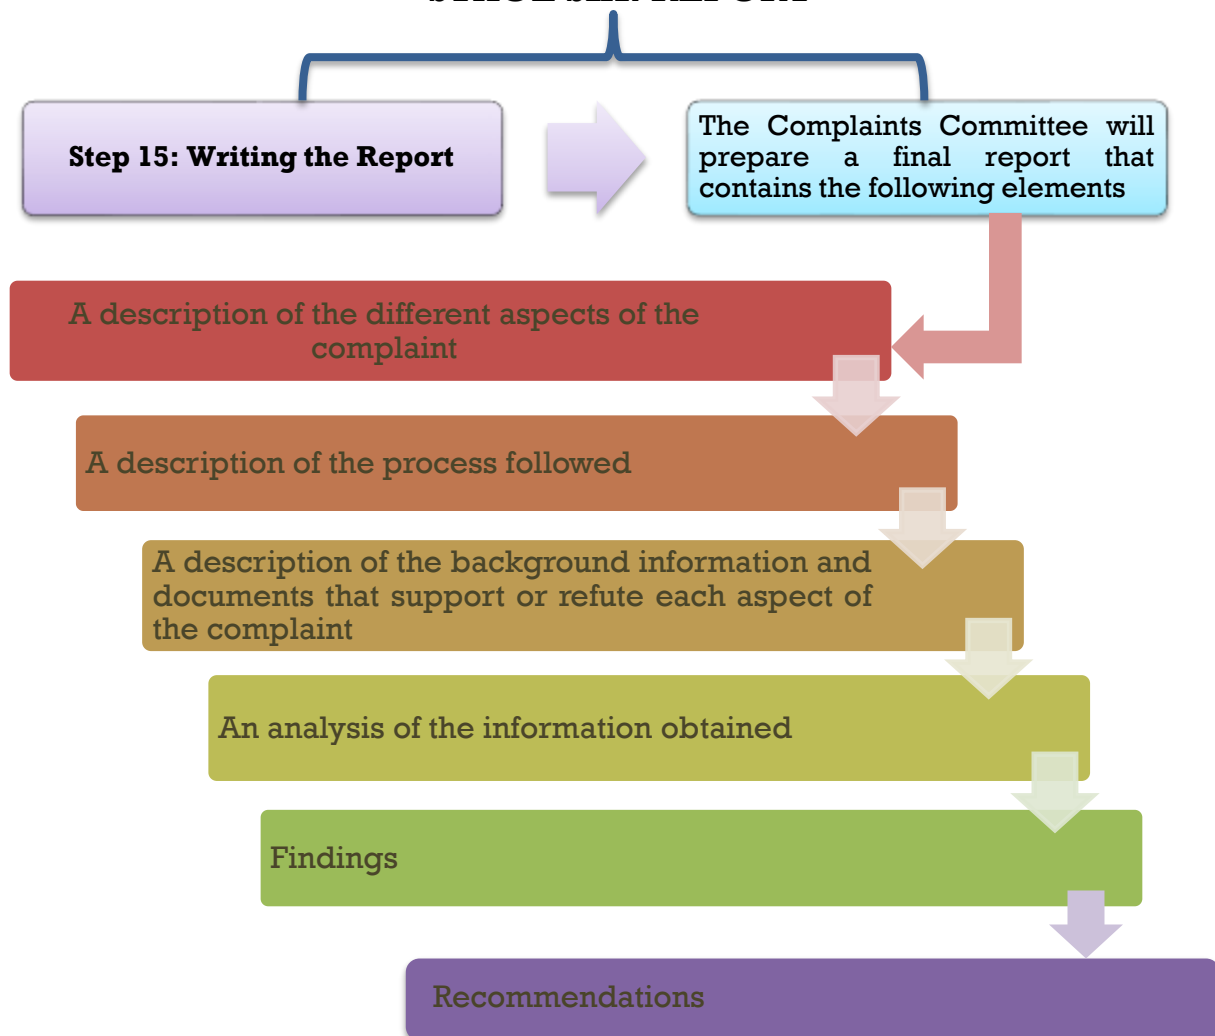 Step 15: Writing the Report
The Complaints Committee will
prepare a final report that
contains the following elements
A description of the different aspects of the
complaint
A description of the process followed
A description of the background information and
documents that support or refute each aspect of
the complaint
An analysis of the information obtained
Findings
Recommendations